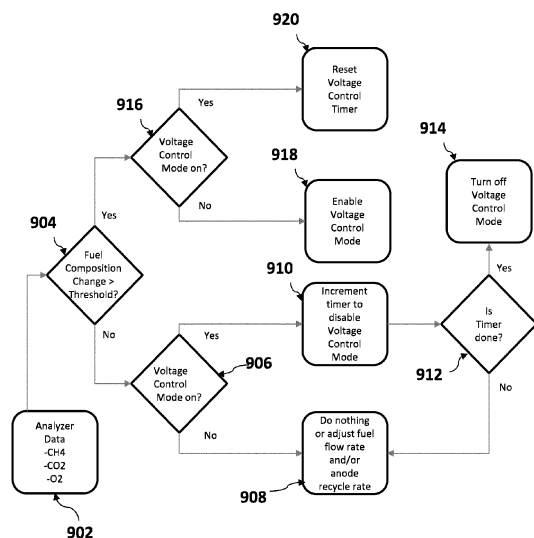 920
Reset
Voltage
Control
Timer
916
Yes
Voltage
Control
Mode on?
No
918
Enable
Voltage
Control
Mode
914
Turn off
Voltage
Control
Mode
904
Yes
Fuel
Composition
Change >
Threshold?
No
910
Increment
timer to
disable
Voltage
Control
Mode
Yes
Is
Timer
done?
912
No
Yes
Voltage
Control
Mode on?
906
No
Analyzer
Data
-CH4
-CO2
-O2
902
Do nothing
or adjust fuel
flow rate
and/or
anode
recycle rate
908